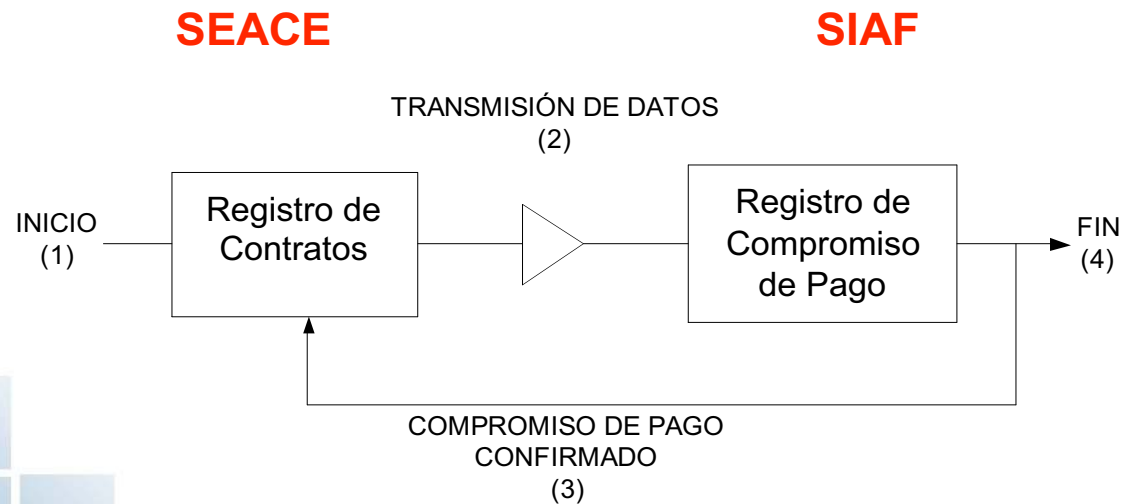 SEACE
SIAF
TRANSMISIÓN DE DATOS
(2)
INICIO
(1)
Registro de
Contratos
Registro de
Compromiso
de Pago
FIN
(4)
COMPROMISO DE PAGO
CONFIRMADO
(3)